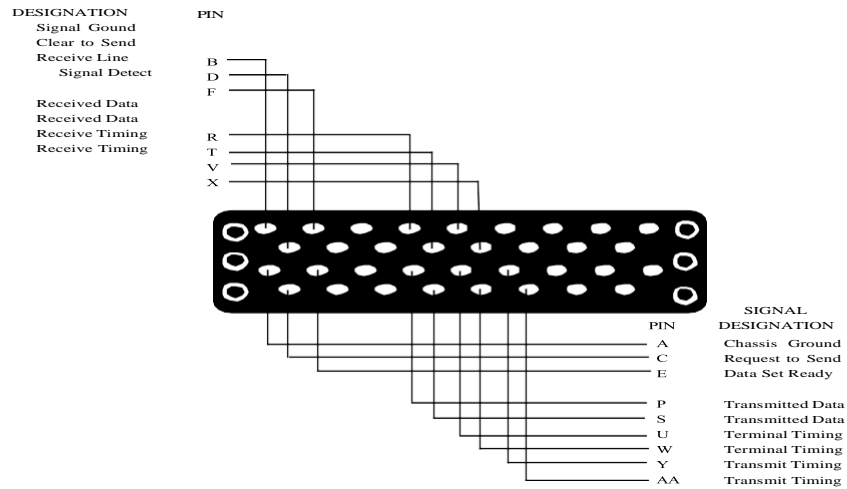 DESIGNATION PIN
Signal Gound
Clear to Send
Receive Line
Signal Detect
B
D
F
Received Data
Received Data
Receive Timing
Receive Timing
R
T
V
X
SIGNAL
PIN DESIGNATION
A Chassis Ground
C Request to Send
E Data Set Ready
P Transmitted Data
S Transmitted Data
U Terminal Timing
W Terminal Timing
Y Transmit Timing
AA Transmit Timing